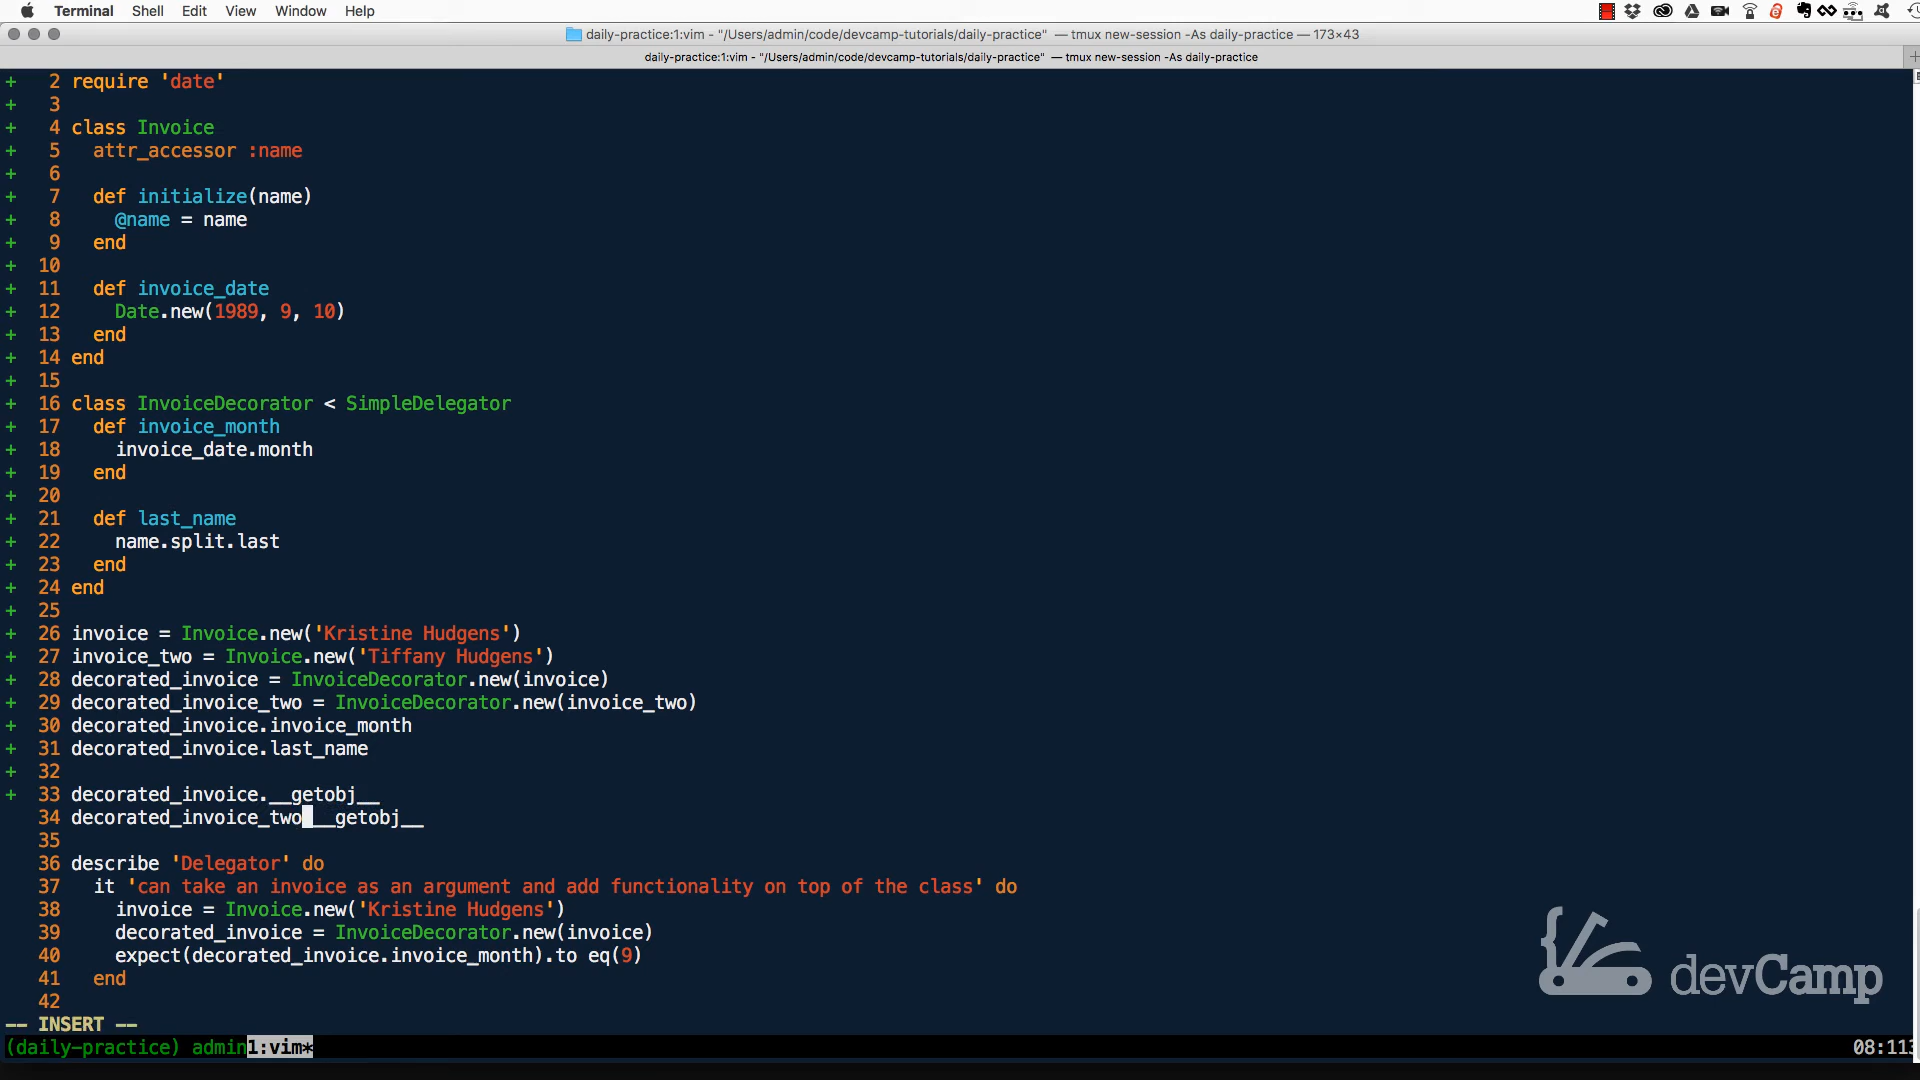 Terminal Shell Edit View Window Help
daily-practice:1:vim - "/Users/admin/code/devcamp-tutorials/daily-practice" — tmux new-session -As daily-practice — 173×43
daily-practice:1:vim - "/Users/admin/code/devcamp-tutorials/daily-practice" — tmux new-session -As daily-practice
+ 2 require 'date'
+ 3
+ 4 class Invoice
+ 5   attr_accessor :name
+ 6
+ 7   def initialize(name)
+ 8     @name = name
+ 9   end
+ 10
+ 11   def invoice_date
+ 12     Date.new(1989, 9, 10)
+ 13   end
+ 14 end
+ 15
+ 16 class InvoiceDecorator < SimpleDelegator
+ 17   def invoice_month
+ 18     invoice_date.month
+ 19   end
+ 20
+ 21   def last_name
+ 22     name.split.last
+ 23   end
+ 24 end
+ 25
+ 26 invoice = Invoice.new('Kristine Hudgens')
+ 27 invoice_two = Invoice.new('Tiffany Hudgens')
+ 28 decorated_invoice = InvoiceDecorator.new(invoice)
+ 29 decorated_invoice_two = InvoiceDecorator.new(invoice_two)
+ 30 decorated_invoice.invoice_month
+ 31 decorated_invoice.last_name
+ 32
+ 33 decorated_invoice.__getobj__
34 decorated_invoice_two __getobj__
35
36 describe 'Delegator' do
37   it 'can take an invoice as an argument and add functionality on top of the class' do
38     invoice = Invoice.new('Kristine Hudgens')
39     decorated_invoice = InvoiceDecorator.new(invoice)
40     expect(decorated_invoice.invoice_month).to eq(9)
41   end
42
-- INSERT --
(daily-practice) admin 1:vim* 08:113
devCamp